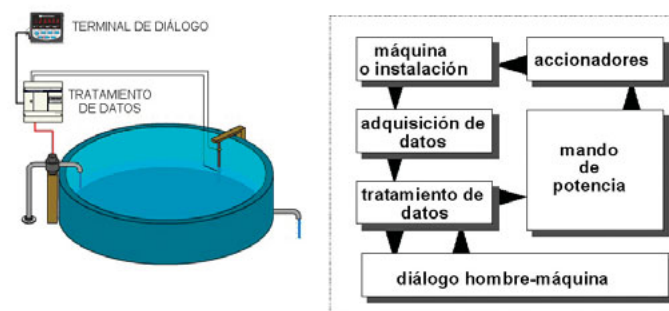 TERMINAL DE DIÁLOGO
TRATAMIENTO
DE DATOS
máquina
o instalación
accionadores
adquisición de
datos
mando
de
potencia
tratamiento de
datos
diálogo hombre-máquina